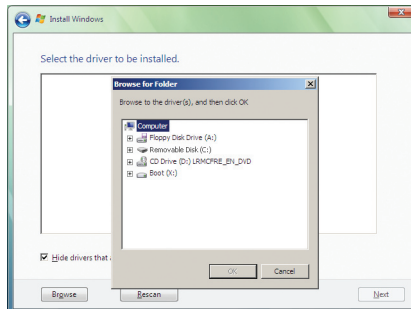 Install Windows
Select the driver to be installed.
Browse for Folder
Browse to the driver(s), and then click OK
Computer
Floppy Disk Drive (A:)
Removable Disk (C:)
CD Drive (D:) LRMCFRE_EN_DVD
Boot (X:)
Hide drivers that
OK
Cancel
Browse
Rescan
Next